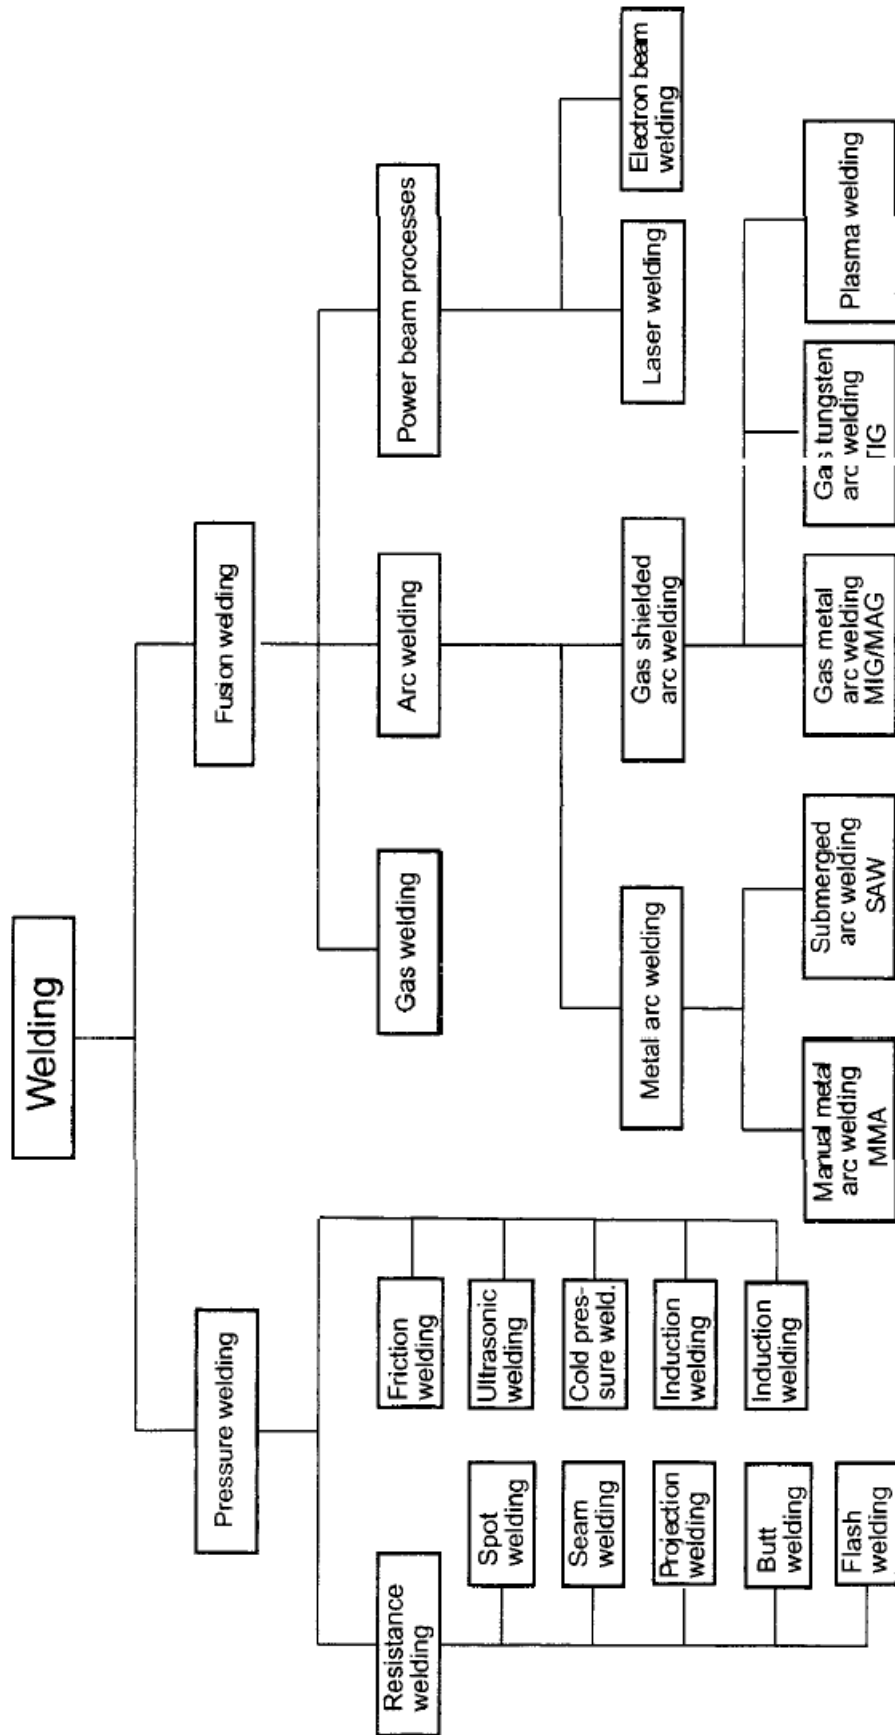 Welding
Pressure welding
Fusion welding
Resistance
welding
Friction
welding
Gas welding
Arc welding
Power beam processes
Spot
welding
Ultrasonic
welding
Seam
welding
Cold pres-
sure weld.
Projection
welding
Induction
welding
Butt
welding
Induction
welding
Flash
welding
Metal arc welding
Gas shielded
arc welding
Laser welding
Electron beam
welding
Manual metal
arc welding
MMA
Submerged
arc welding
SAW
Gas metal
arc welding
MIG/MAG
Gas tungsten
arc welding
TIG
Plasma welding